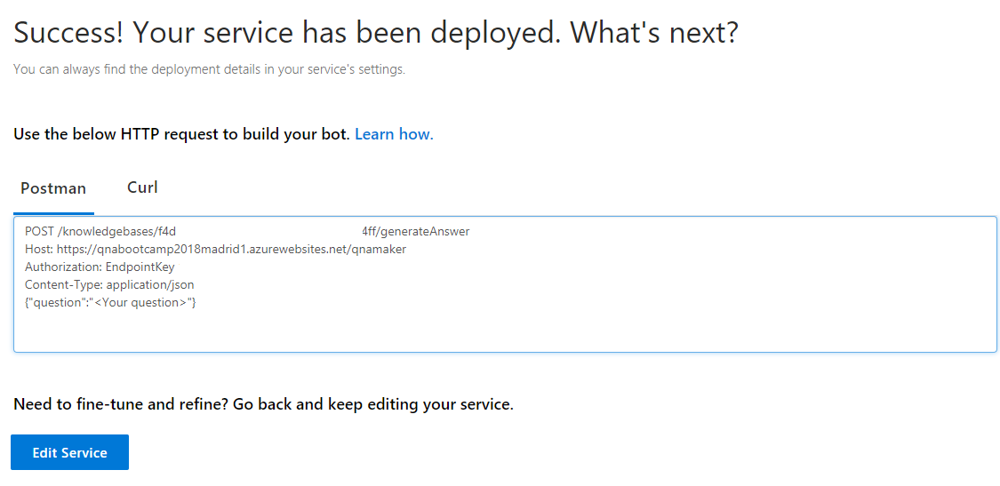 Success! Your service has been deployed. What's next?
You can always find the deployment details in your service's settings.
Use the below HTTP request to build your bot. Learn how.
Postman Curl
POST /knowledgebases/f4d 4ff/generateAnswer
Host: https://qnabootcamp2018madrid1.azurewebsites.net/qnamaker
Authorization: EndpointKey
Content-Type: application/json
{"question":"<Your question>"}
Need to fine-tune and refine? Go back and keep editing your service.
Edit Service